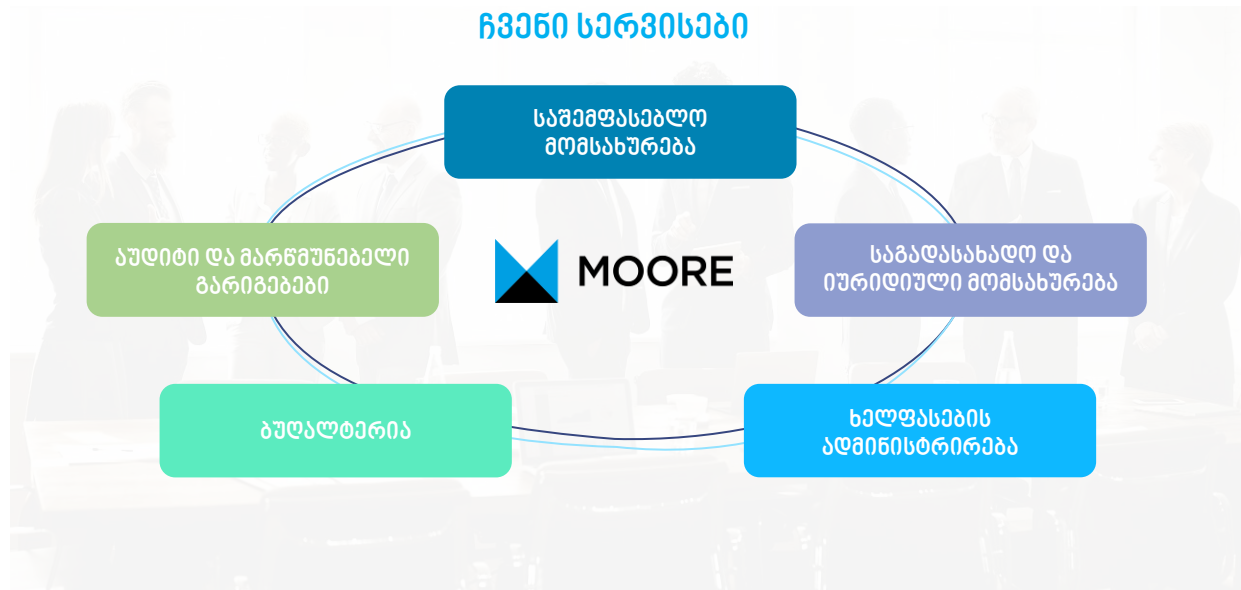 ჩვენი სერვისები
საშემფასებლო
მომსახურება
აუდიტი და მარწმუნებელი
გარიგებები
MOORE
საგადასახადო და
იურიდიული მომსახურება
ბუღალტერია
ხელფასების
ადმინისტრირება